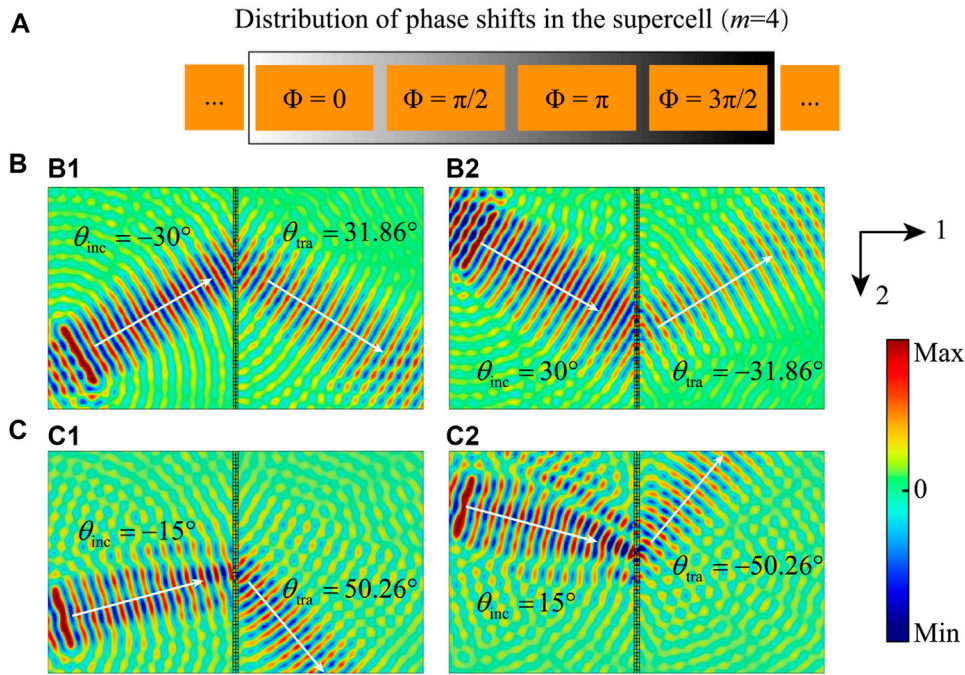 A
Distribution of phase shifts in the supercell (m=4)
... Φ = 0 Φ = π/2 Φ = π Φ = 3π/2 ...
B B1 B2
θinc = −30° θtra = 31.86°
θinc = 30° θtra = −31.86°
1
2
C C1 C2
θinc = −15° θtra = 50.26°
θinc = 15° θtra = −50.26°
Max
0
Min